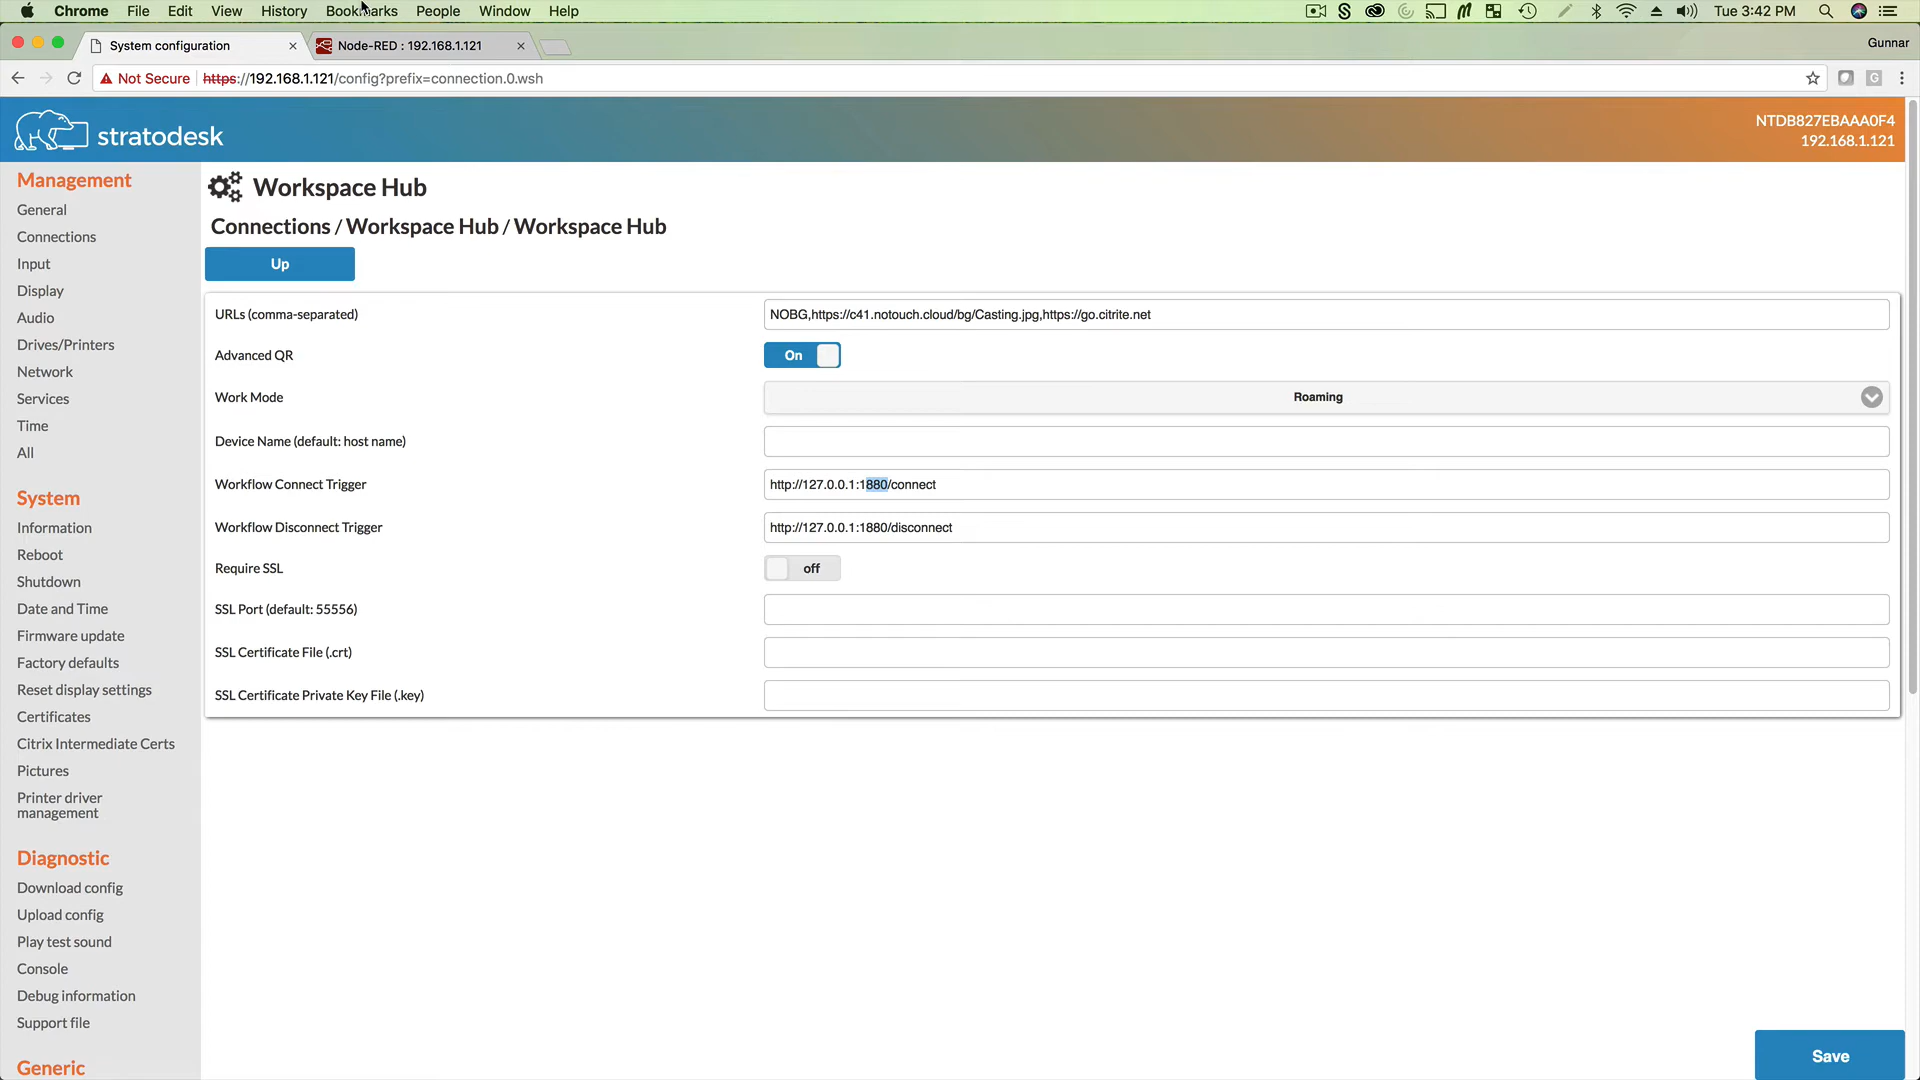 Chrome File Edit View History Bookmarks People Window Help Tue 3:42 PM
System configuration Node-RED : 192.168.1.121 Gunnar
Not Secure https://192.168.1.121/config?prefix=connection.0.wsh
stratodesk
NTDB827EBAAA0F4
192.168.1.121
Management
General
Connections
Input
Display
Audio
Drives/Printers
Network
Services
Time
All
System
Information
Reboot
Shutdown
Date and Time
Firmware update
Factory defaults
Reset display settings
Certificates
Citrix Intermediate Certs
Pictures
Printer driver
management
Diagnostic
Download config
Upload config
Play test sound
Console
Debug information
Support file
Generic
Workspace Hub
Connections / Workspace Hub / Workspace Hub
Up
URLs (comma-separated) NOBG,https://c41.notouch.cloud/bg/Casting.jpg,https://go.citrite.net
Advanced QR On
Work Mode Roaming
Device Name (default: host name)
Workflow Connect Trigger http://127.0.0.1:1880/connect
Workflow Disconnect Trigger http://127.0.0.1:1880/disconnect
Require SSL off
SSL Port (default: 55556)
SSL Certificate File (.crt)
SSL Certificate Private Key File (.key)
Save